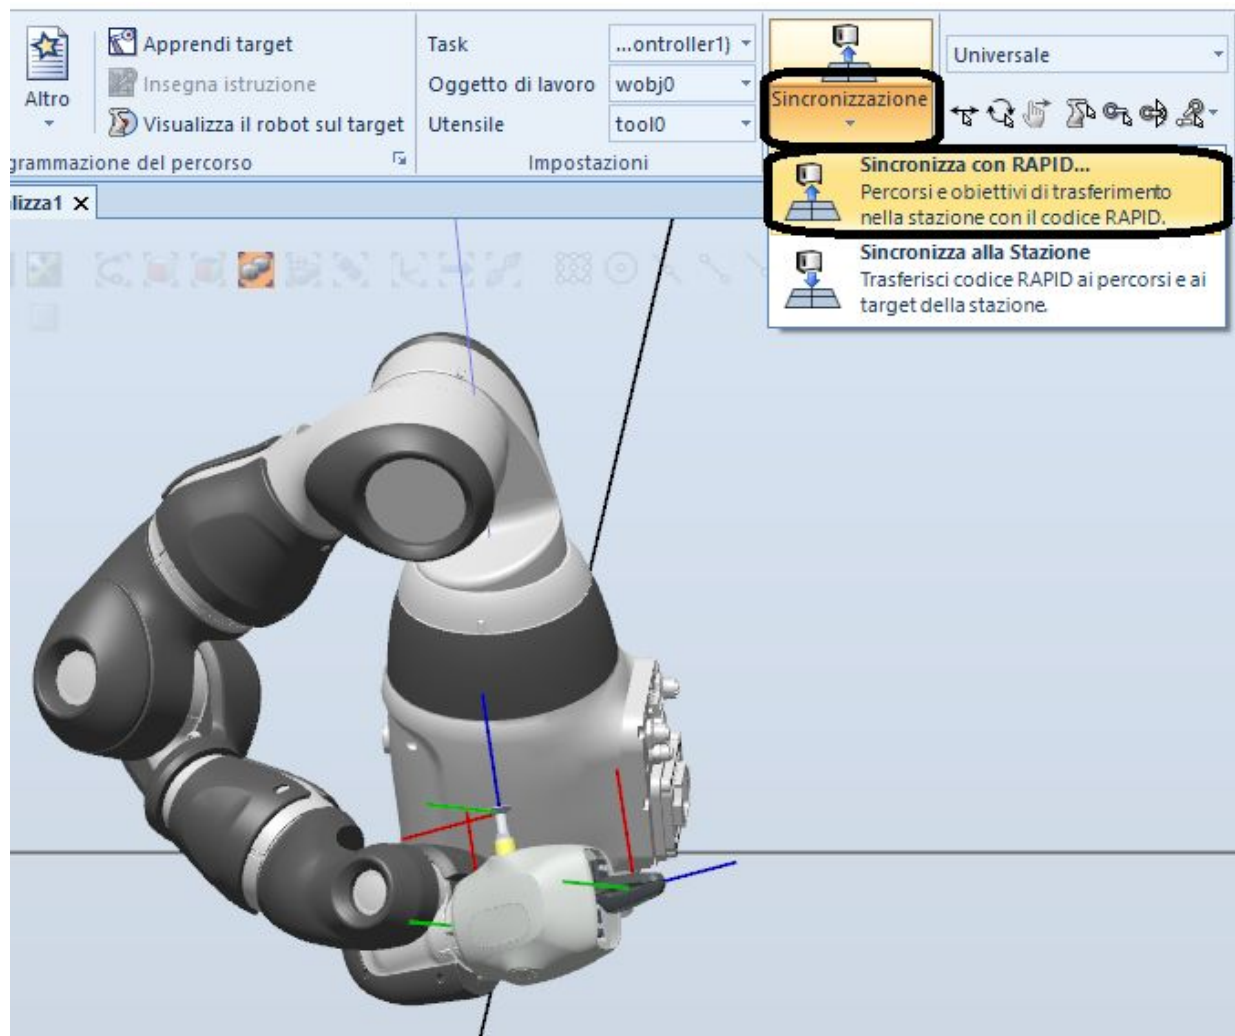 Apprendi target
Insegna istruzione
Visualizza il robot sul target
Altro
grammazione del percorso
Task
...ontroller1)
Oggetto di lavoro
wobj0
Utensile
tool0
Impostazioni
Sincronizzazione
Universale
Sincronizza con RAPID...
Percorsi e obiettivi di trasferimento
nella stazione con il codice RAPID.
Sincronizza alla Stazione
Trasferisci codice RAPID ai percorsi e ai
target della stazione.
lizza1